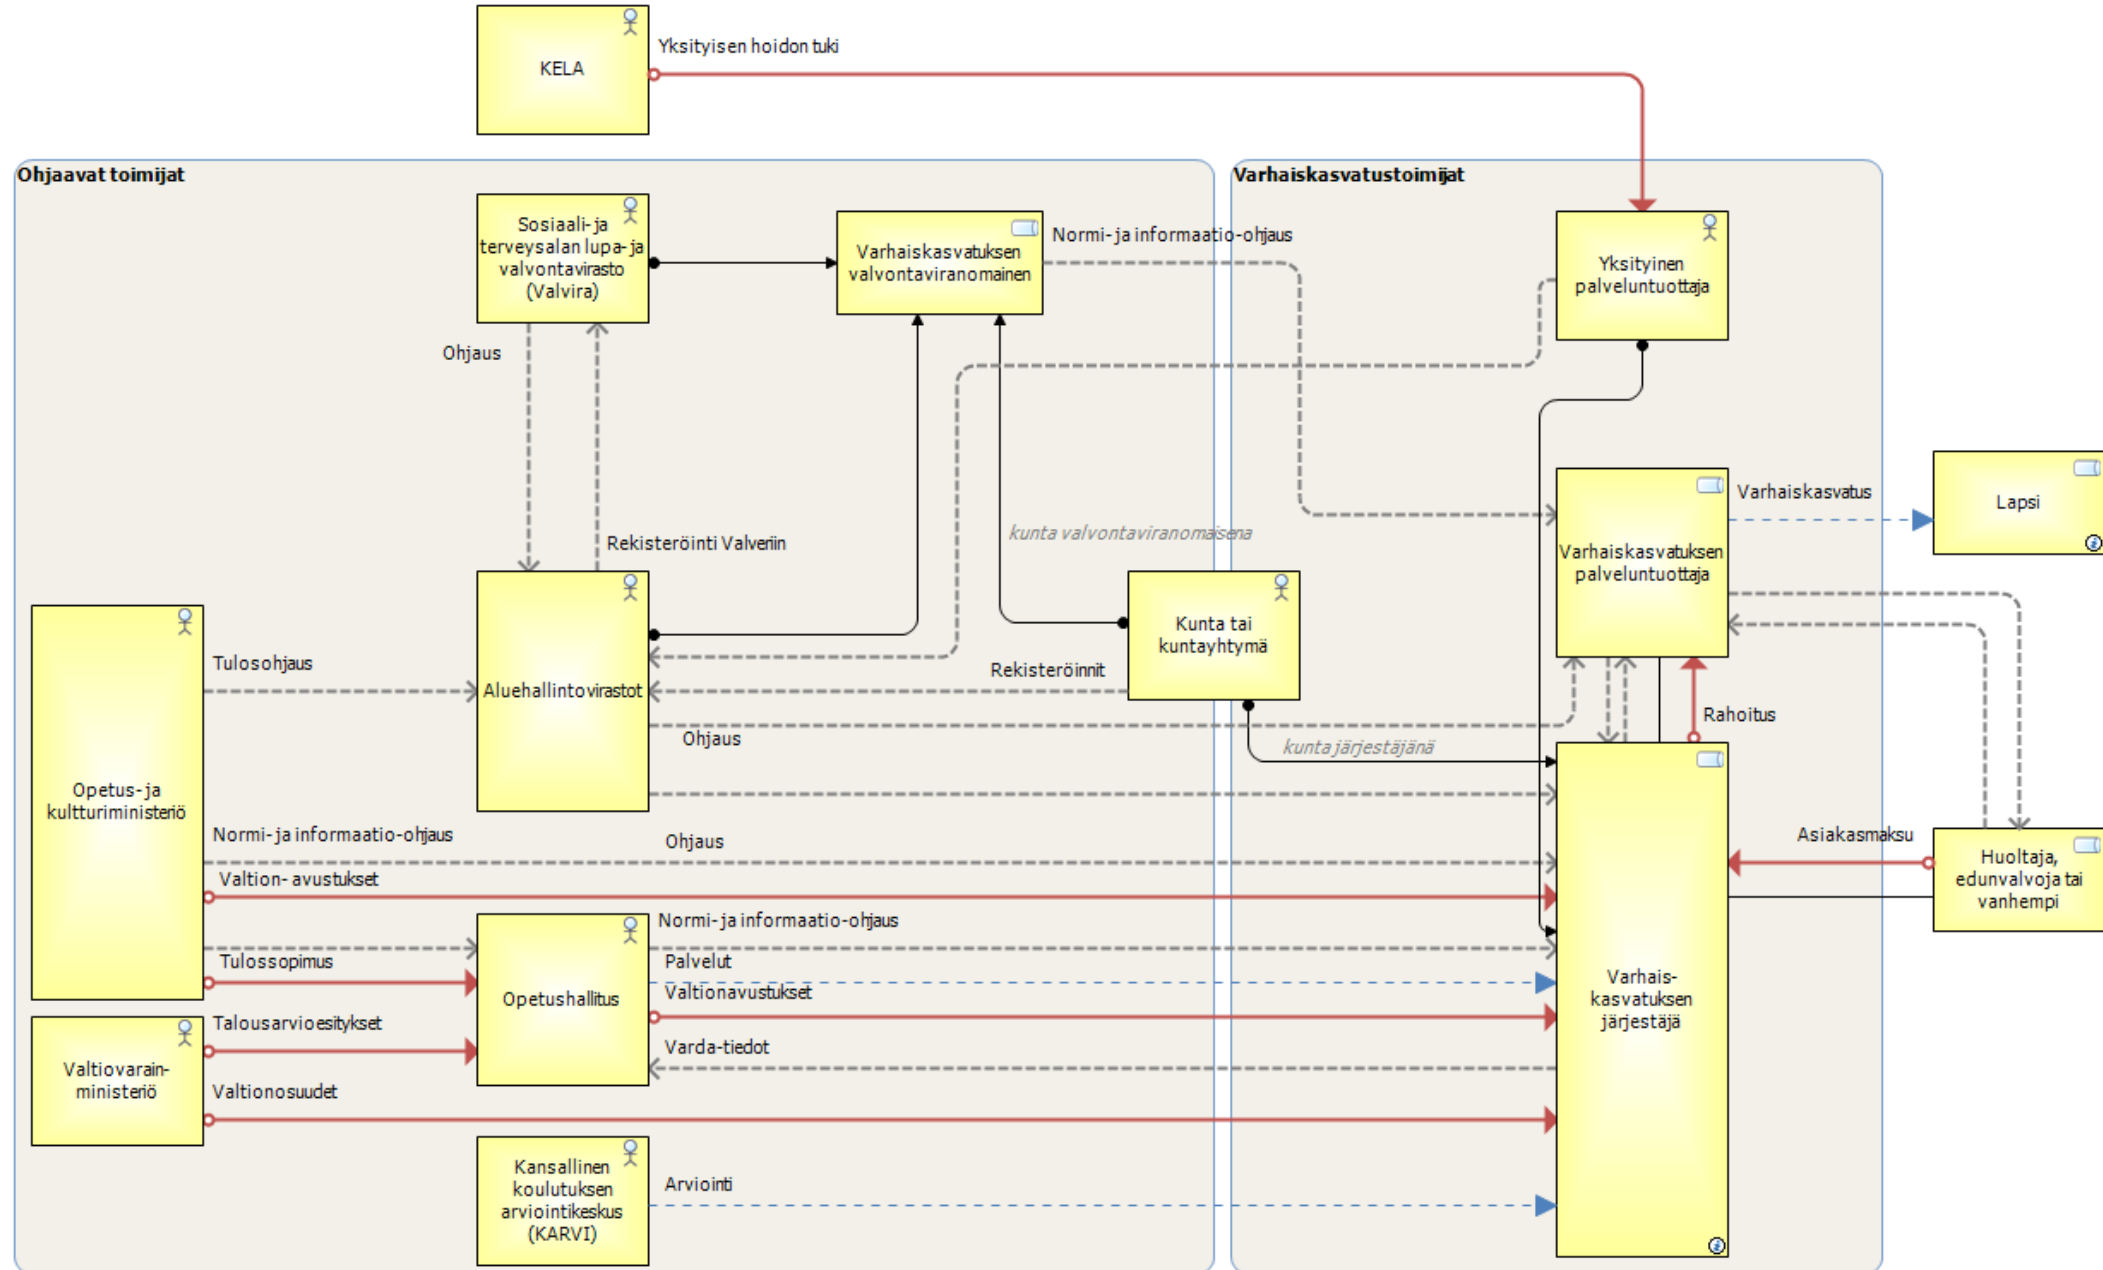 KELA
Yksityisen hoidon tuki
Ohjaavat toimijat
Varhaiskasvatustoimijat
Sosiaali- ja
terveysalan lupa- ja
valvontavirasto
(Valvira)
Varhaiskasvatuksen
valvontaviranomainen
Normi- ja informaatio-ohjaus
Yksityinen
palveluntuottaja
Ohjaus
Rekisteröinti Valveriin
kunta valvontaviranomaisena
Varhaiskasvatus
Lapsi
Varhaiskasvatuksen
palveluntuottaja
Kunta tai
kuntayhtymä
Tulosohjaus
Aluehallintovirastot
Rekisteröinnit
Ohjaus
kunta järjestäjänä
Rahoitus
Opetus- ja
kulttuuriministeriö
Normi- ja informaatio-ohjaus
Ohjaus
Asiakasmaksu
Huoltaja,
edunvalvoja tai
vanhempi
Valtion- avustukset
Normi- ja informaatio-ohjaus
Tulossopimus
Palvelut
Opetushallitus
Valtionavustukset
Varhais-
kasvatuksen
järjestäjä
Talousarvioesitykset
Varda-tiedot
Valtiovarain-
ministeriö
Valtionosuudet
Kansallinen
koulutuksen
arviointikeskus
(KARVI)
Arviointi